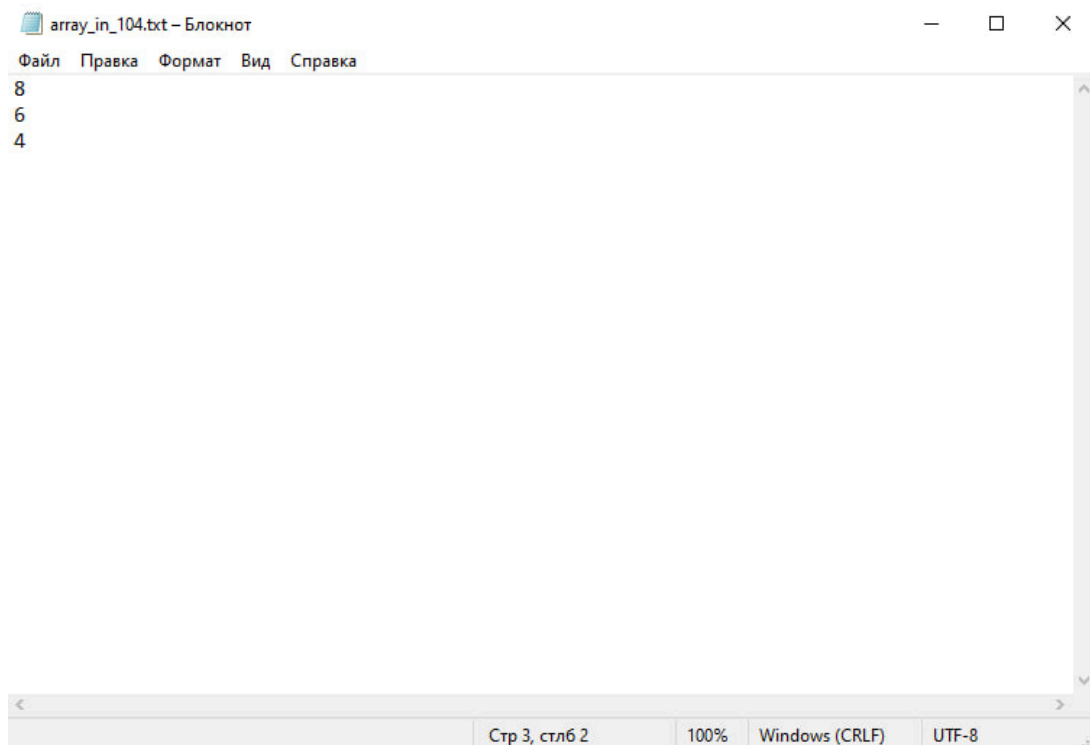 array_in_104.txt – Блокнот
Файл Правка Формат Вид Справка
8
6
4
Стр 3, стлб 2 100% Windows (CRLF) UTF-8